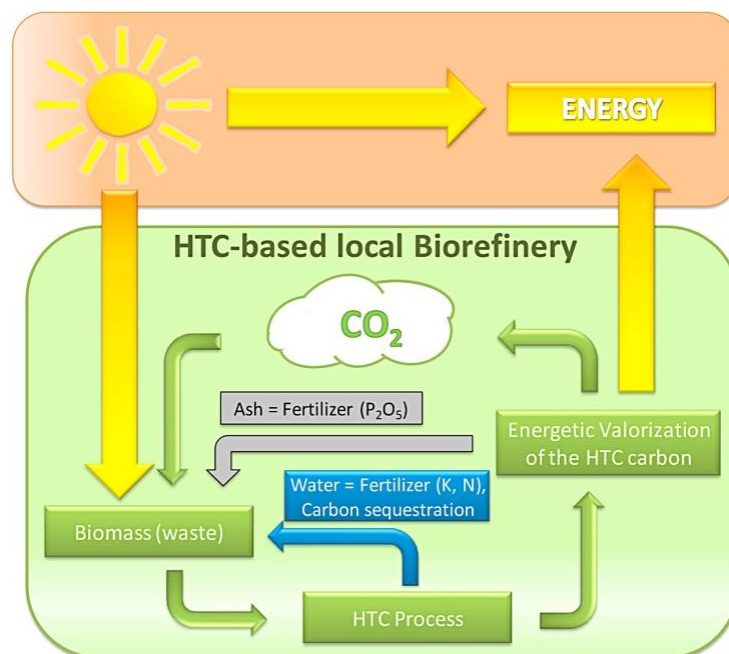 ENERGY
HTC-based local Biorefinery
CO₂
Ash = Fertilizer (P₂O₅)
Energetic Valorization
of the HTC carbon
Water = Fertilizer (K, N),
Carbon sequestration
Biomass (waste)
HTC Process